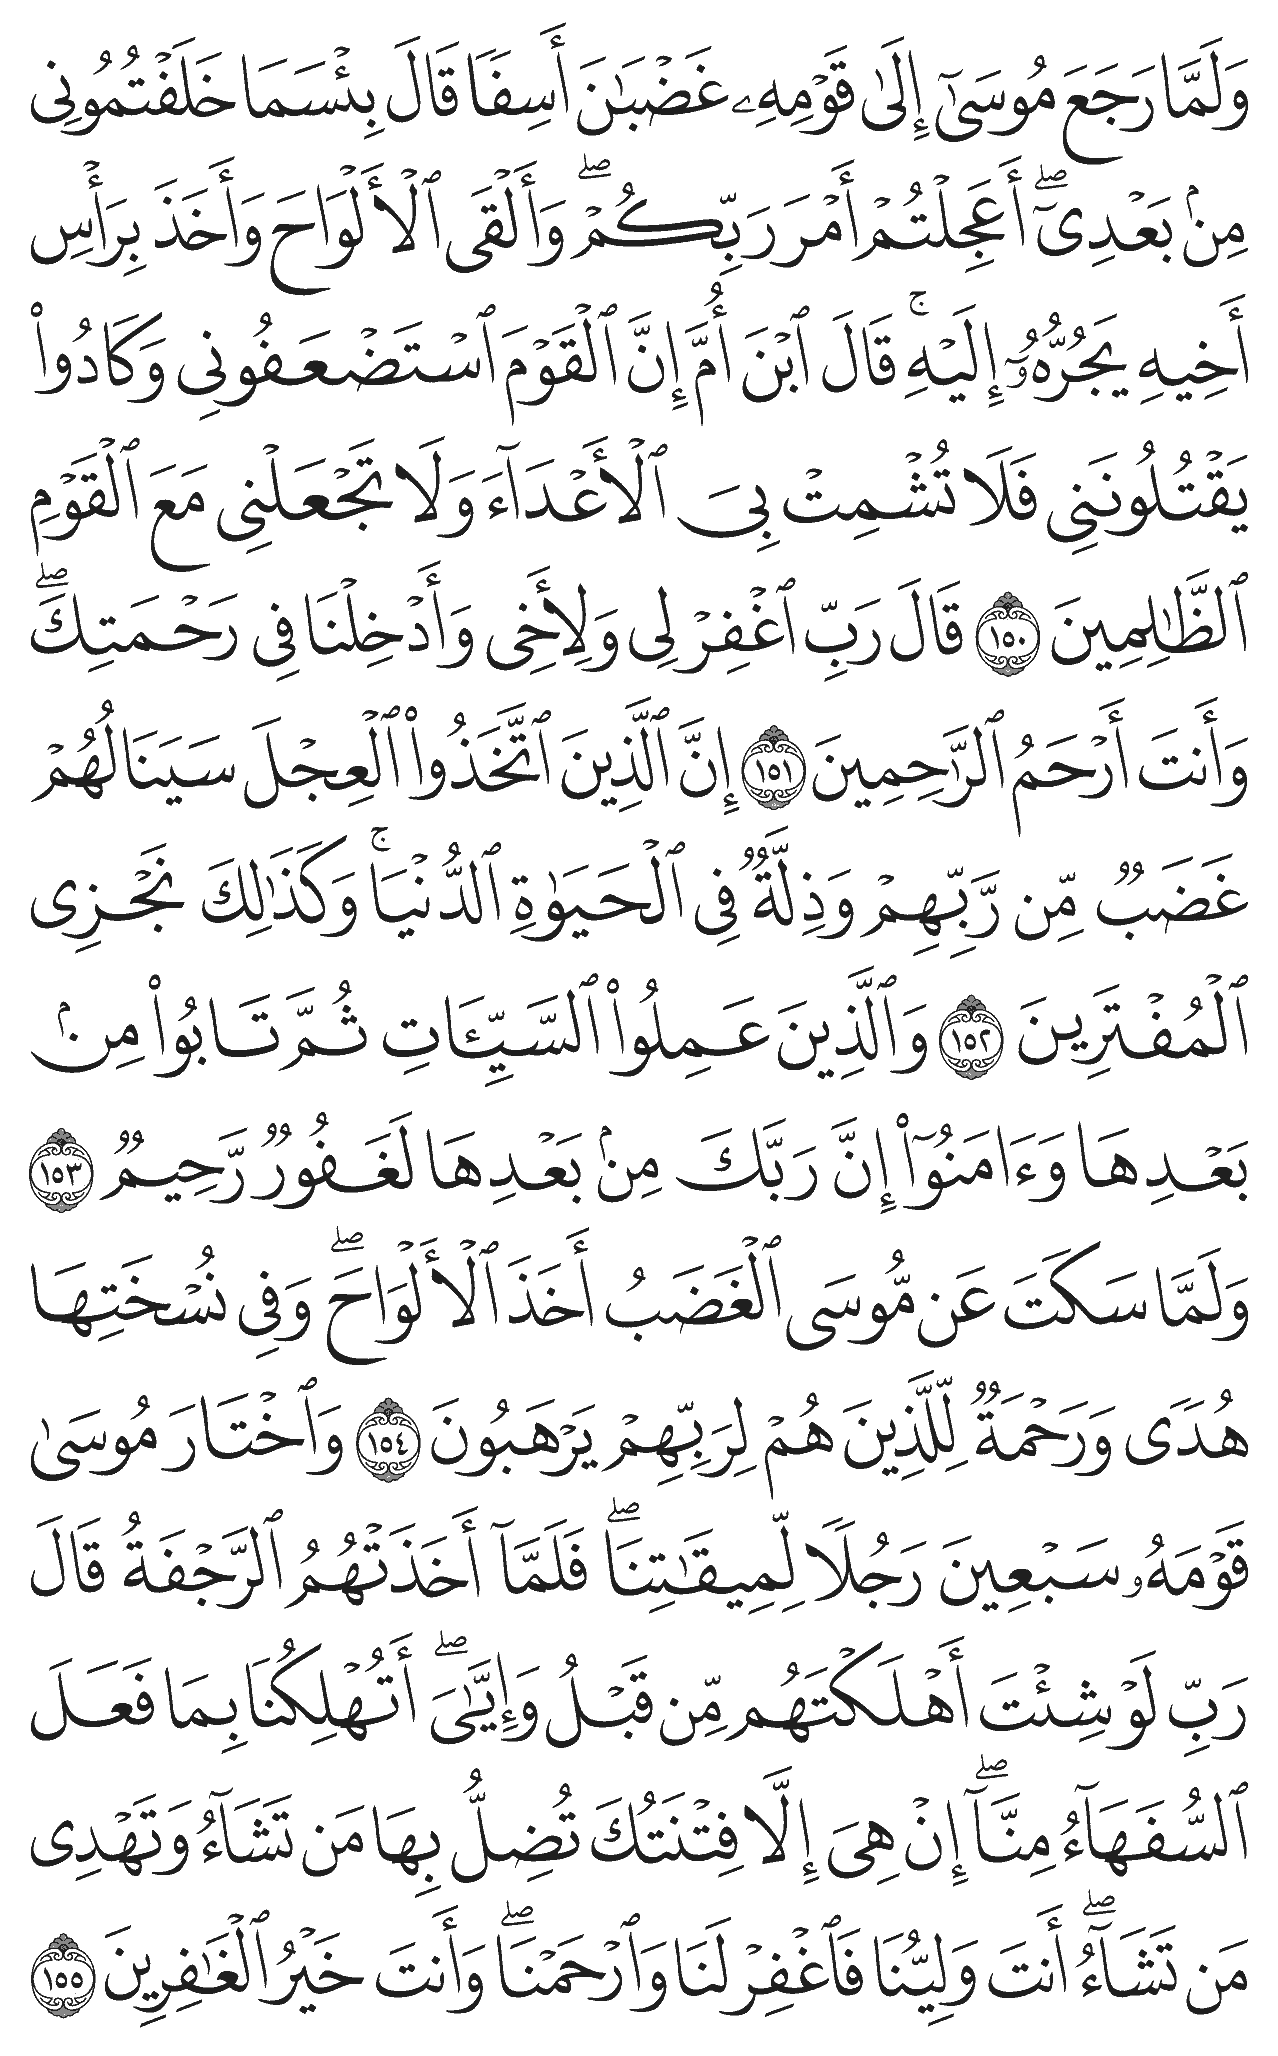 وَلَمَّا رَجَعَ مُوسَىٰٓ إِلَىٰ قَوْمِهِۦ غَضْبَٰنَ أَسِفًا قَالَ بِئْسَمَا خَلَفْتُمُونِى
مِنۢ بَعْدِىٓ ۖ أَعَجِلْتُمْ أَمْرَ رَبِّكُمْ ۖ وَأَلْقَى ٱلْأَلْوَاحَ وَأَخَذَ بِرَأْسِ
أَخِيهِ يَجُرُّهُۥٓ إِلَيْهِ ۚ قَالَ ٱبْنَ أُمَّ إِنَّ ٱلْقَوْمَ ٱسْتَضْعَفُونِى وَكَادُوا۟
يَقْتُلُونَنِى فَلَا تُشْمِتْ بِىَ ٱلْأَعْدَآءَ وَلَا تَجْعَلْنِى مَعَ ٱلْقَوْمِ
ٱلظَّٰلِمِينَ ١٥٠ قَالَ رَبِّ ٱغْفِرْ لِى وَلِأَخِى وَأَدْخِلْنَا فِى رَحْمَتِكَ ۖ
وَأَنتَ أَرْحَمُ ٱلرَّٰحِمِينَ ١٥١ إِنَّ ٱلَّذِينَ ٱتَّخَذُوا۟ ٱلْعِجْلَ سَيَنَالُهُمْ
غَضَبٌ مِّن رَّبِّهِمْ وَذِلَّةٌ فِى ٱلْحَيَوٰةِ ٱلدُّنْيَا ۚ وَكَذَٰلِكَ نَجْزِى
ٱلْمُفْتَرِينَ ١٥٢ وَٱلَّذِينَ عَمِلُوا۟ ٱلسَّيِّـَٔاتِ ثُمَّ تَابُوا۟ مِنۢ
بَعْدِهَا وَءَامَنُوٓا۟ إِنَّ رَبَّكَ مِنۢ بَعْدِهَا لَغَفُورٌ رَّحِيمٌ ١٥٣
وَلَمَّا سَكَتَ عَن مُّوسَى ٱلْغَضَبُ أَخَذَ ٱلْأَلْوَاحَ ۖ وَفِى نُسْخَتِهَا
هُدًى وَرَحْمَةٌ لِّلَّذِينَ هُمْ لِرَبِّهِمْ يَرْهَبُونَ ١٥٤ وَٱخْتَارَ مُوسَىٰ
قَوْمَهُۥ سَبْعِينَ رَجُلًا لِّمِيقَٰتِنَا ۖ فَلَمَّآ أَخَذَتْهُمُ ٱلرَّجْفَةُ قَالَ
رَبِّ لَوْ شِئْتَ أَهْلَكْتَهُم مِّن قَبْلُ وَإِيَّٰىَ ۖ أَتُهْلِكُنَا بِمَا فَعَلَ
ٱلسُّفَهَآءُ مِنَّآ ۖ إِنْ هِىَ إِلَّا فِتْنَتُكَ تُضِلُّ بِهَا مَن تَشَآءُ وَتَهْدِى
مَن تَشَآءُ ۖ أَنتَ وَلِيُّنَا فَٱغْفِرْ لَنَا وَٱرْحَمْنَا ۖ وَأَنتَ خَيْرُ ٱلْغَٰفِرِينَ ١٥٥